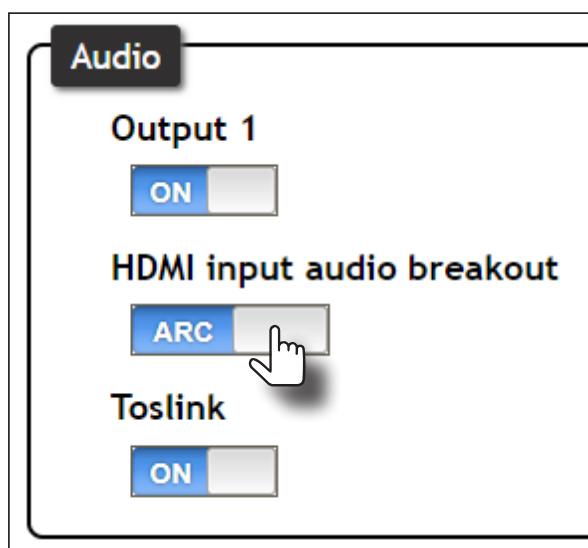 Audio
Output 1
ON
HDMI input audio breakout
ARC
Toslink
ON